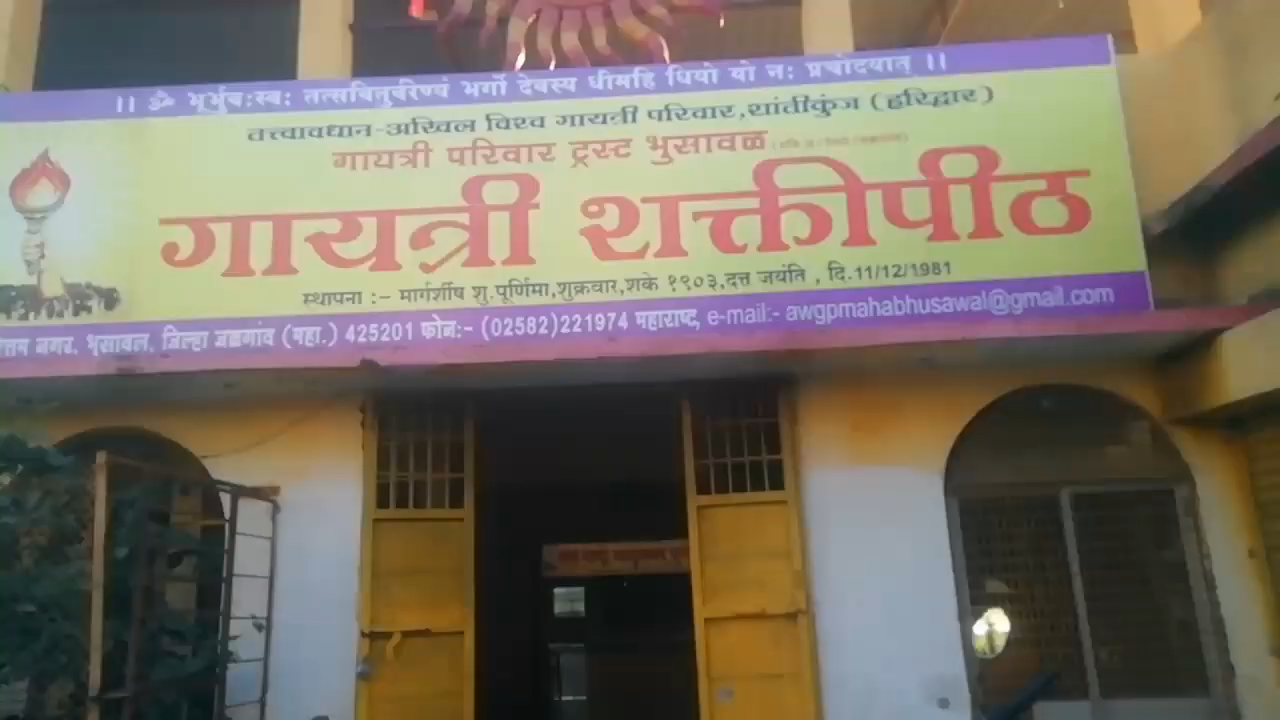 ।। ॐ भूर्भुवःस्वः तत्सवितुवरिण्यं भर्गो देवस्य धीमहि धियो यो नः प्रचोदयात् ।।
तत्त्वावधान-अखिल विश्व गायत्री परिवार,शांतीकुंज (हरिद्वार)
गायत्री परिवार ट्रस्ट भुसावळ
गायत्री शक्तीपीठ
स्थापना :- मार्गशीष शु.पूर्णिमा,शुक्रवार,शके १९०३,दत्त जयंति , दि.11/12/1981
नगर, भूसावल, जिल्हा जळगांव (महा.) 425201 फोन:- (02582)221974 महाराष्ट्र, e-mail:- awgpmahabhusawal@gmail.com